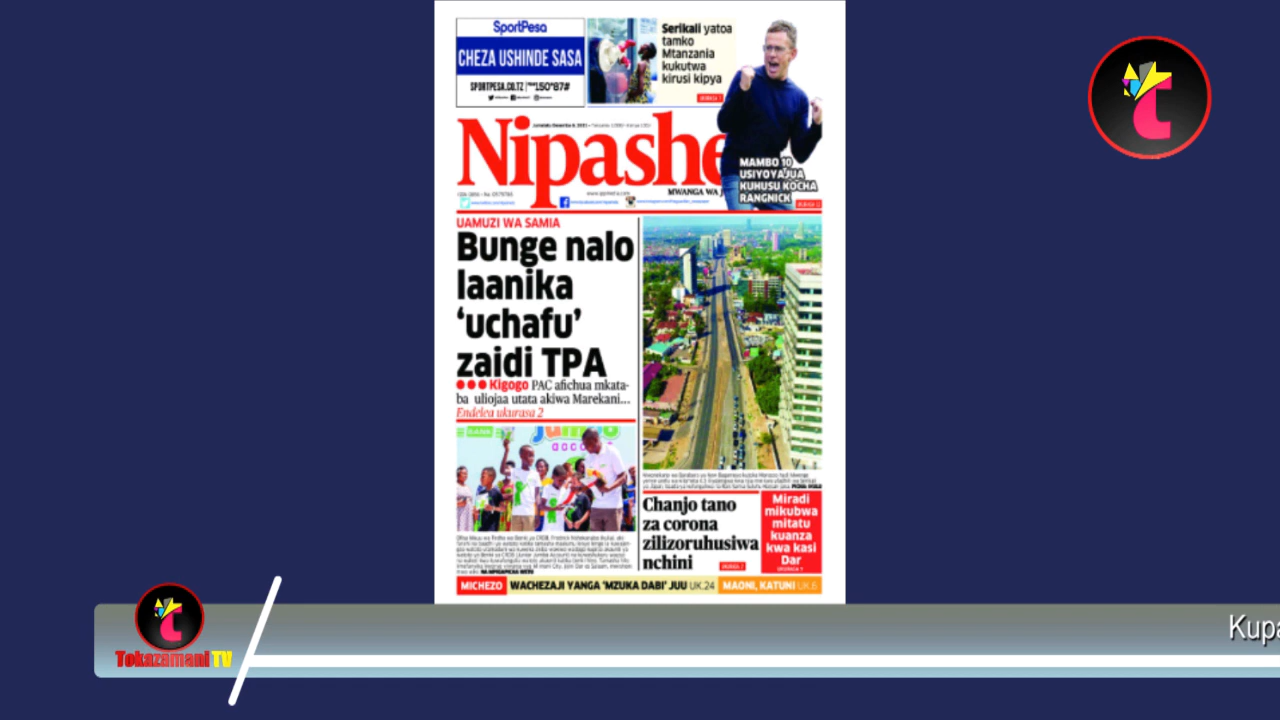 SportPesa
CHEZA USHINDE SASA
SPORTPESA.CO.TZ | *150*87#
Serikali yatoa
tamko
Mtanzania
kukutwa
kirusi kipya
Nipashe
MWANGA WA J
MAMBO 10
USIYOYAJUA
KUHUSU KOCHA
RANGNICK
UAMUZI WA SAMIA
Bunge nalo
laanika
‘uchafu’
zaidi TPA
Kigogo PAC afichua mkata-
ba uliojaa utata akiwa Marekani...
Endelea ukurasa 2
BANK
Chanjo tano
za corona
zilizoruhusiwa
nchini
Miradi
mikubwa
mitatu
kuanza
kwa kasi
Dar
MICHEZO WACHEZAJI YANGA ‘MZUKA DABI’ JUU UK.24 MAONI, KATUNI UK.6
Kupa
Tokazamani TV